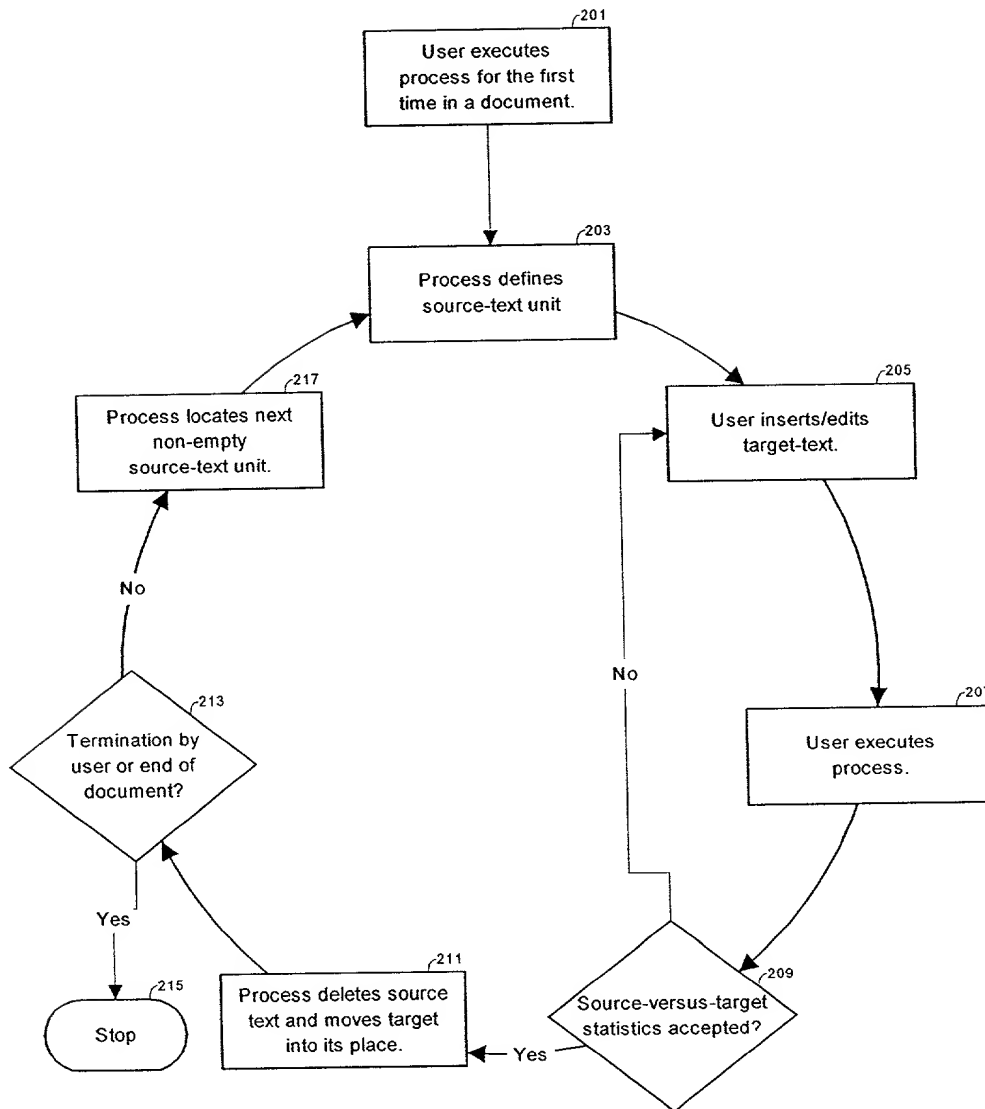 201
User executes
process for the first
time in a document.
203
Process defines
source-text unit
217
Process locates next
non-empty
source-text unit.
205
User inserts/edits
target-text.
No
No
213
Termination by
user or end of
document?
207
User executes
process.
Yes
215
Stop
211
Process deletes source
text and moves target
into its place.
Yes
209
Source-versus-target
statistics accepted?